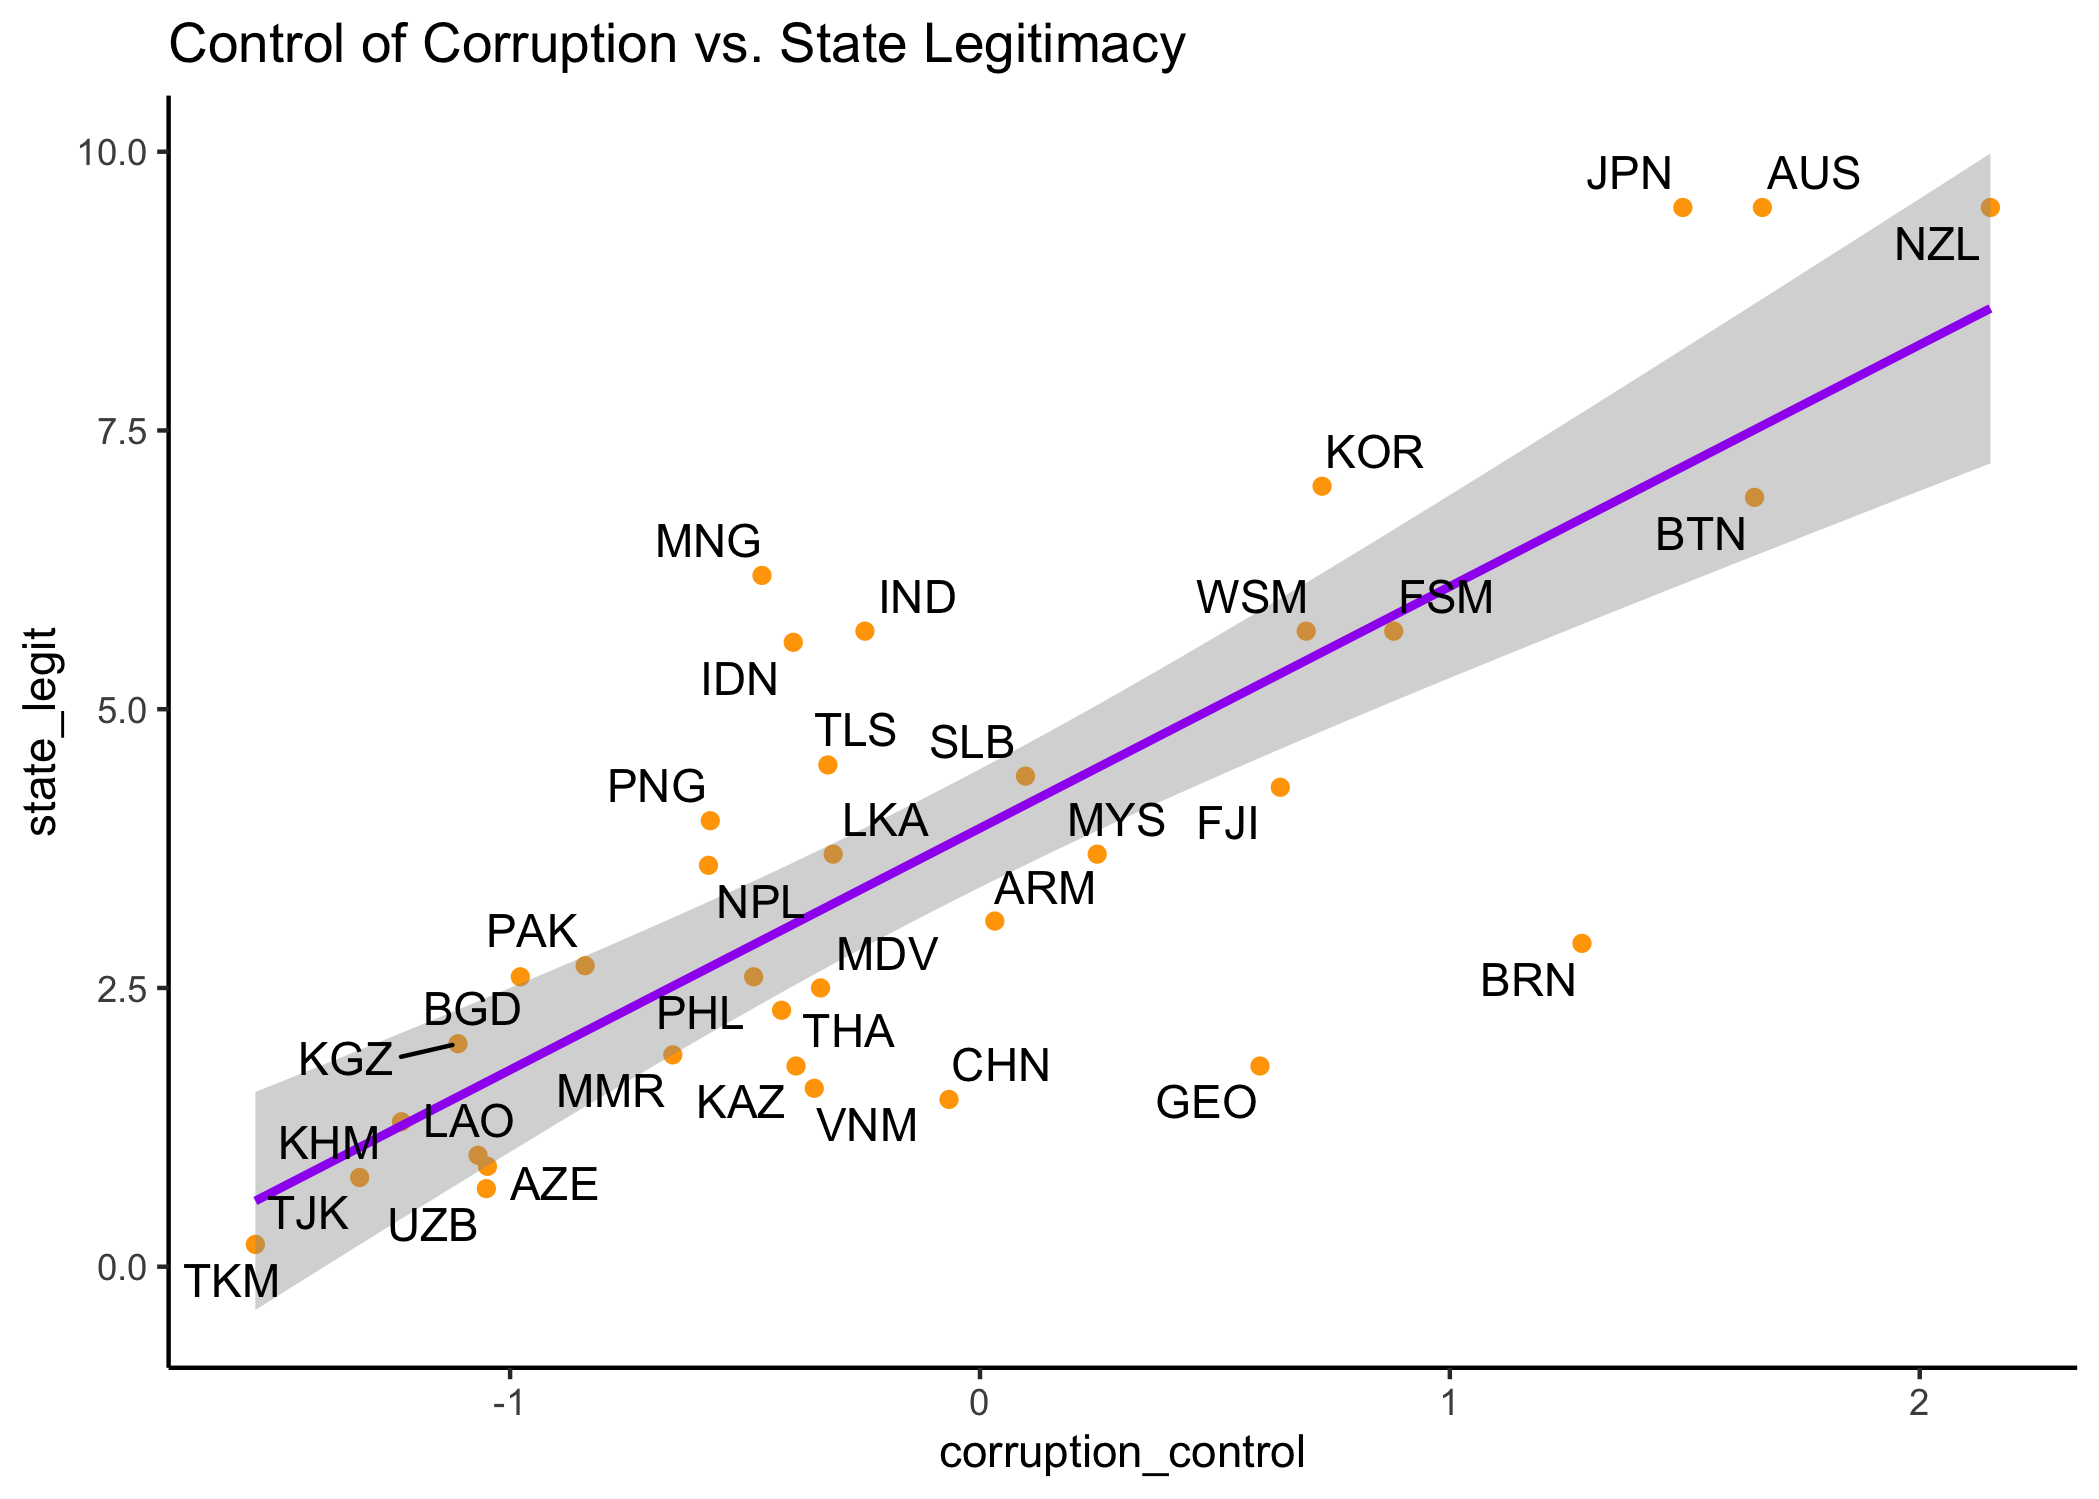 Control of Corruption vs. State Legitimacy
10.0
JPN
AUS
NZL
7.5
KOR
MNG
BTN
IND
WSM
FSM
IDN
state_legit
5.0
TLS
SLB
PNG
LKA
MYS
FJI
ARM
NPL
PAK
MDV
BRN
2.5
BGD
PHL
THA
KGZ
CHN
MMR
KAZ
GEO
LAO
VNM
KHM
AZE
TJK
UZB
0.0
TKM
-1
0
1
2
corruption_control